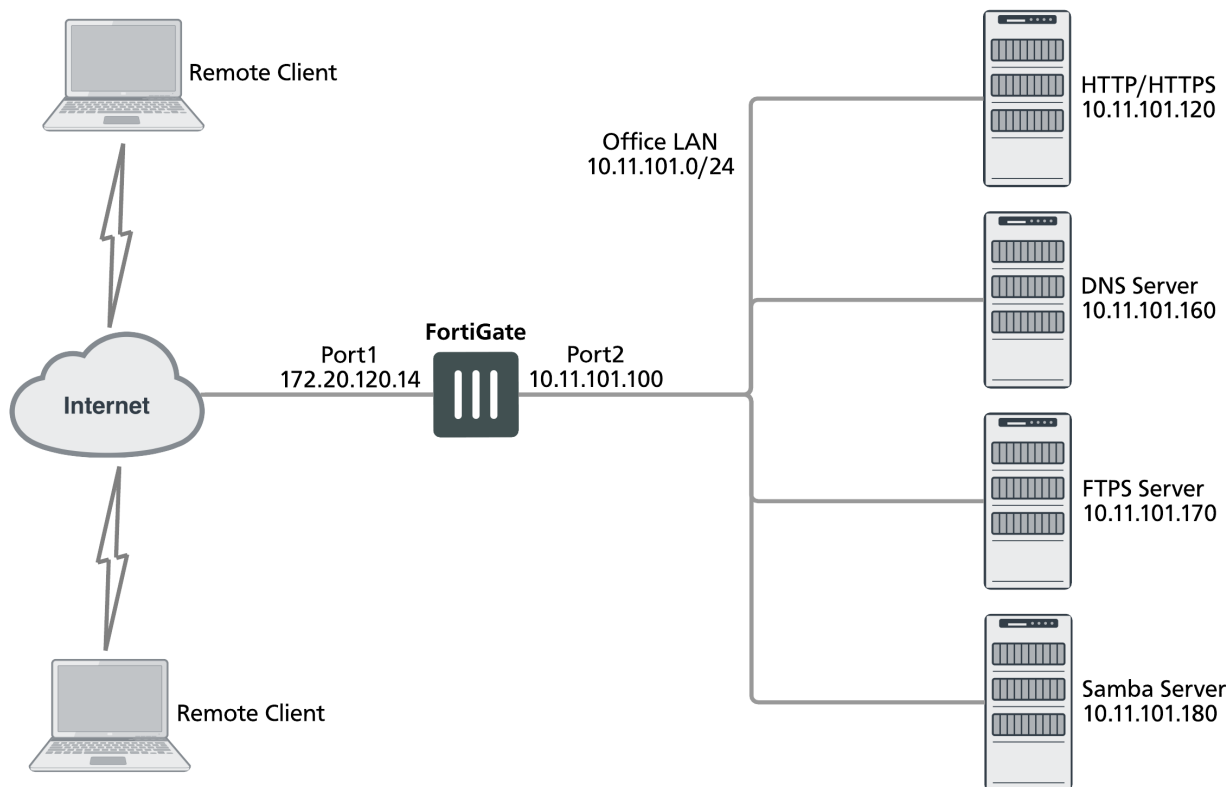 Remote Client
HTTP/HTTPS
10.11.101.120
Office LAN
10.11.101.0/24
DNS Server
10.11.101.160
FortiGate
Port1
172.20.120.14
Port2
10.11.101.100
Internet
FTPS Server
10.11.101.170
Samba Server
10.11.101.180
Remote Client